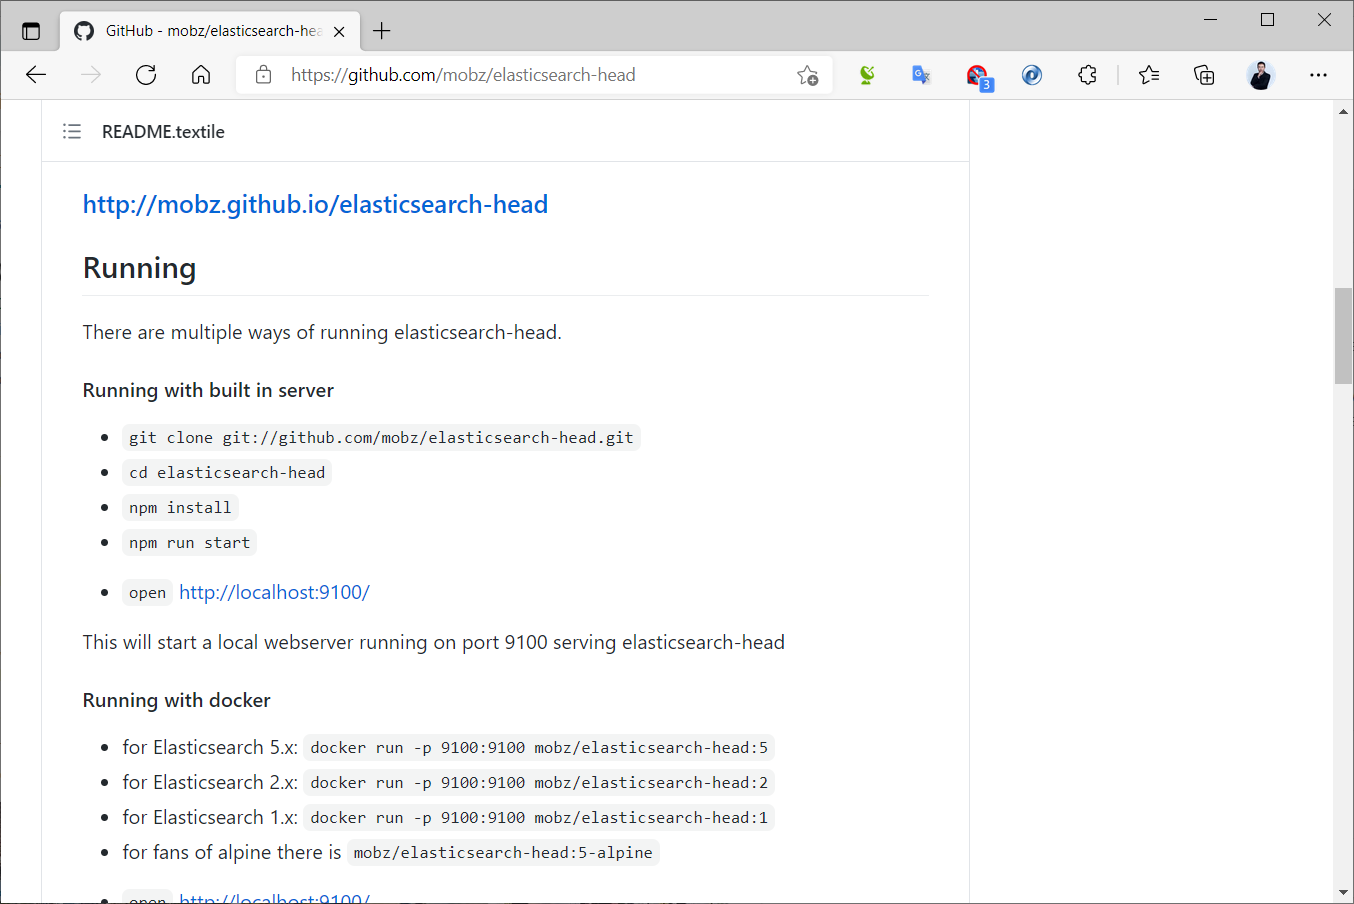 GitHub - mobz/elasticsearch-hea
https://github.com/mobz/elasticsearch-head
3
README.textile
http://mobz.github.io/elasticsearch-head
Running
There are multiple ways of running elasticsearch-head.
Running with built in server
git clone git://github.com/mobz/elasticsearch-head.git
cd elasticsearch-head
npm install
npm run start
open http://localhost:9100/
This will start a local webserver running on port 9100 serving elasticsearch-head
Running with docker
for Elasticsearch 5.x: docker run -p 9100:9100 mobz/elasticsearch-head:5
for Elasticsearch 2.x: docker run -p 9100:9100 mobz/elasticsearch-head:2
for Elasticsearch 1.x: docker run -p 9100:9100 mobz/elasticsearch-head:1
for fans of alpine there is mobz/elasticsearch-head:5-alpine
open http://localhost:9100/